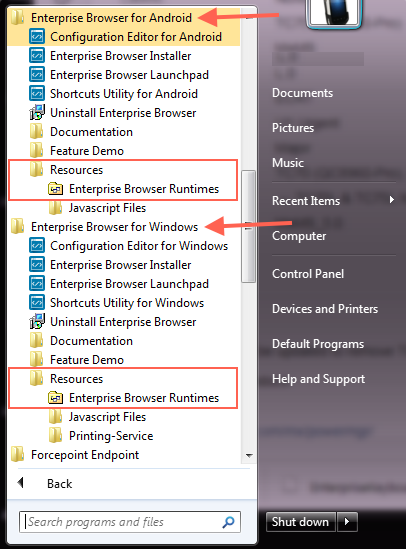 Enterprise Browser for Android
Configuration Editor for Android
Enterprise Browser Installer
Enterprise Browser Launchpad
Shortcuts Utility for Android
Uninstall Enterprise Browser
Documentation
Feature Demo
Resources
Enterprise Browser Runtimes
Javascript Files
Enterprise Browser for Windows
Configuration Editor for Windows
Enterprise Browser Installer
Enterprise Browser Launchpad
Shortcuts Utility for Windows
Uninstall Enterprise Browser
Documentation
Feature Demo
Resources
Enterprise Browser Runtimes
Javascript Files
Printing-Service
Forcepoint Endpoint
Back
Search programs and files
Documents
Pictures
Music
Recent Items
Computer
Control Panel
Devices and Printers
Default Programs
Help and Support
Shut down